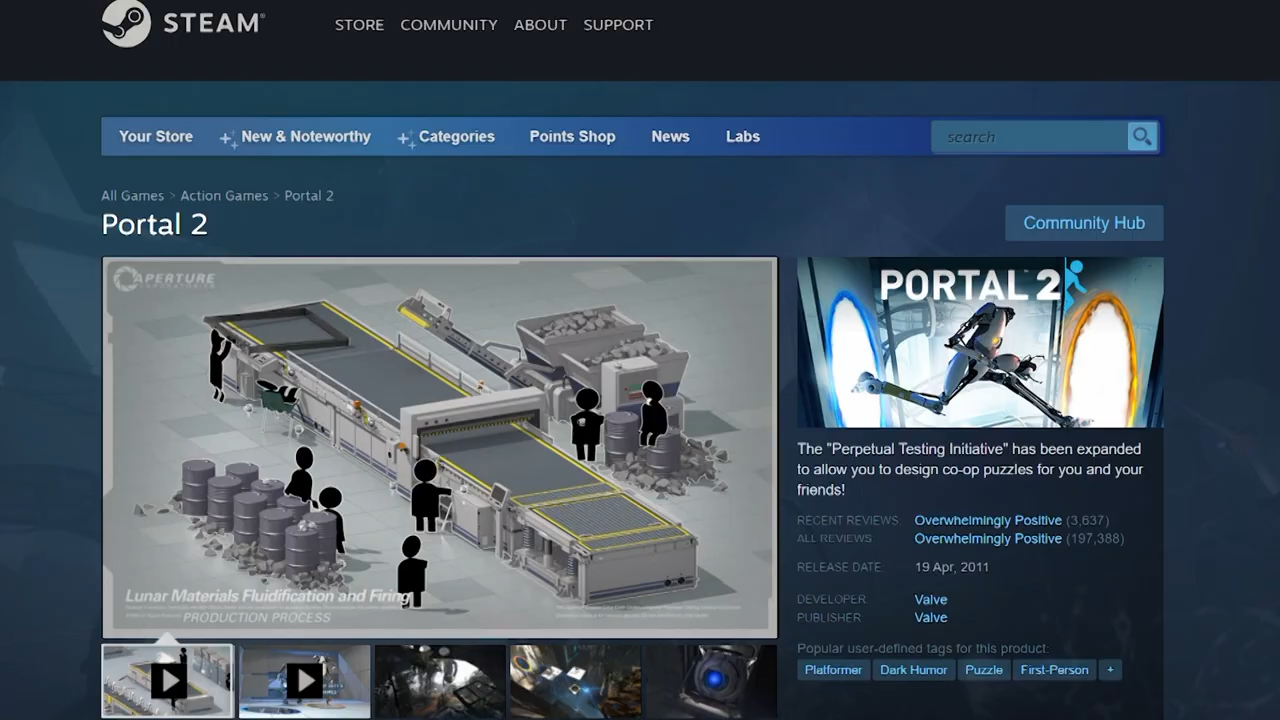 STEAM®
STORE COMMUNITY ABOUT SUPPORT
Your Store New & Noteworthy Categories Points Shop News Labs search
All Games > Action Games > Portal 2
Portal 2
Community Hub
APERTURE
LABORATORIES
Lunar Materials Fluidification and Firing
PRODUCTION PROCESS
PORTAL 2
The "Perpetual Testing Initiative" has been expanded
to allow you to design co-op puzzles for you and your
friends!
RECENT REVIEWS: Overwhelmingly Positive (3,637)
ALL REVIEWS: Overwhelmingly Positive (197,388)
RELEASE DATE: 19 Apr, 2011
DEVELOPER: Valve
PUBLISHER: Valve
Popular user-defined tags for this product:
Platformer Dark Humor Puzzle First-Person +